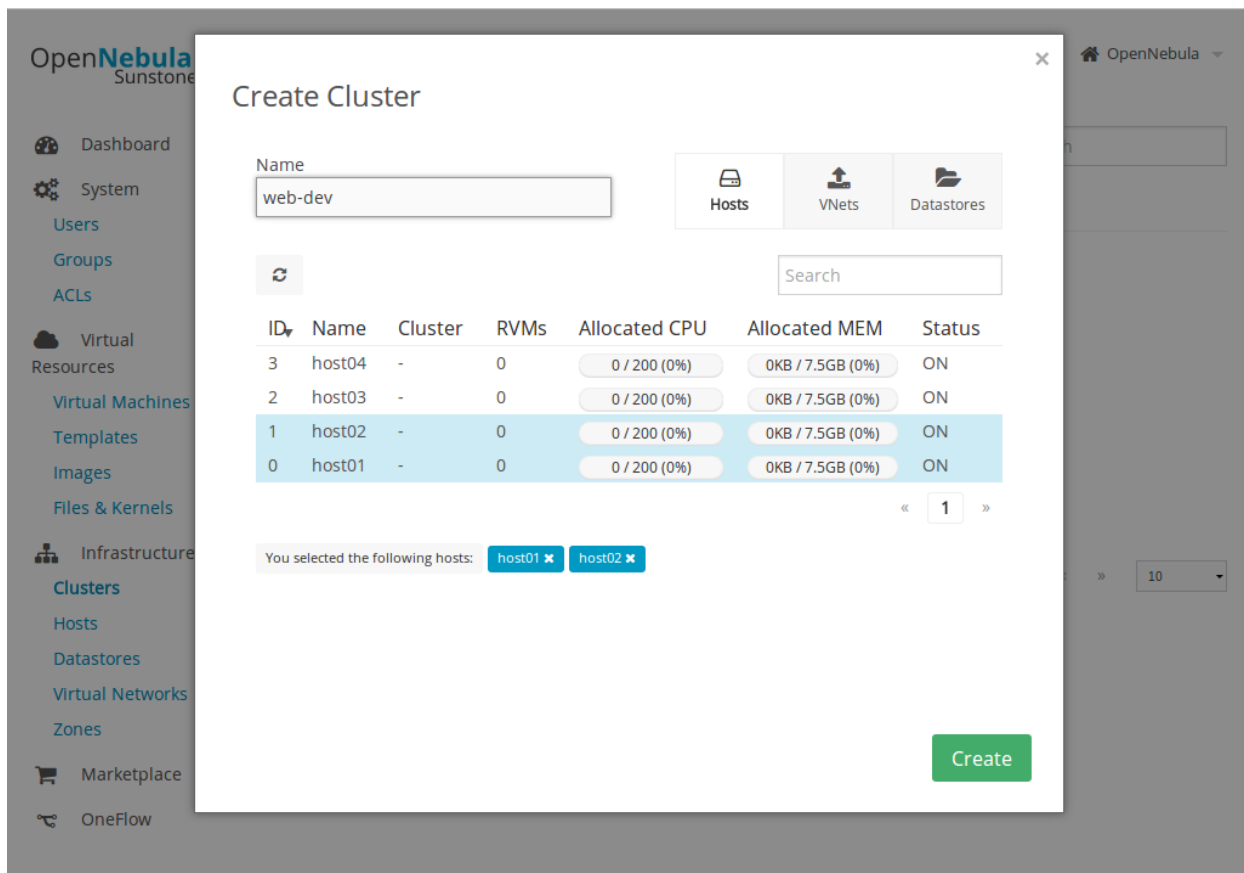 OpenNebula
Sunstone
OpenNebula
Dashboard
System
Users
Groups
ACLs
Virtual
Resources
Virtual Machines
Templates
Images
Files & Kernels
Infrastructure
Clusters
Hosts
Datastores
Virtual Networks
Zones
Marketplace
OneFlow
×
Create Cluster
Name
web-dev
Hosts
VNets
Datastores
Search
ID Name Cluster RVMs Allocated CPU Allocated MEM Status
3 host04 - 0 0 / 200 (0%) 0KB / 7.5GB (0%) ON
2 host03 - 0 0 / 200 (0%) 0KB / 7.5GB (0%) ON
1 host02 - 0 0 / 200 (0%) 0KB / 7.5GB (0%) ON
0 host01 - 0 0 / 200 (0%) 0KB / 7.5GB (0%) ON
« 1 »
You selected the following hosts: host01 × host02 ×
Create
» 10